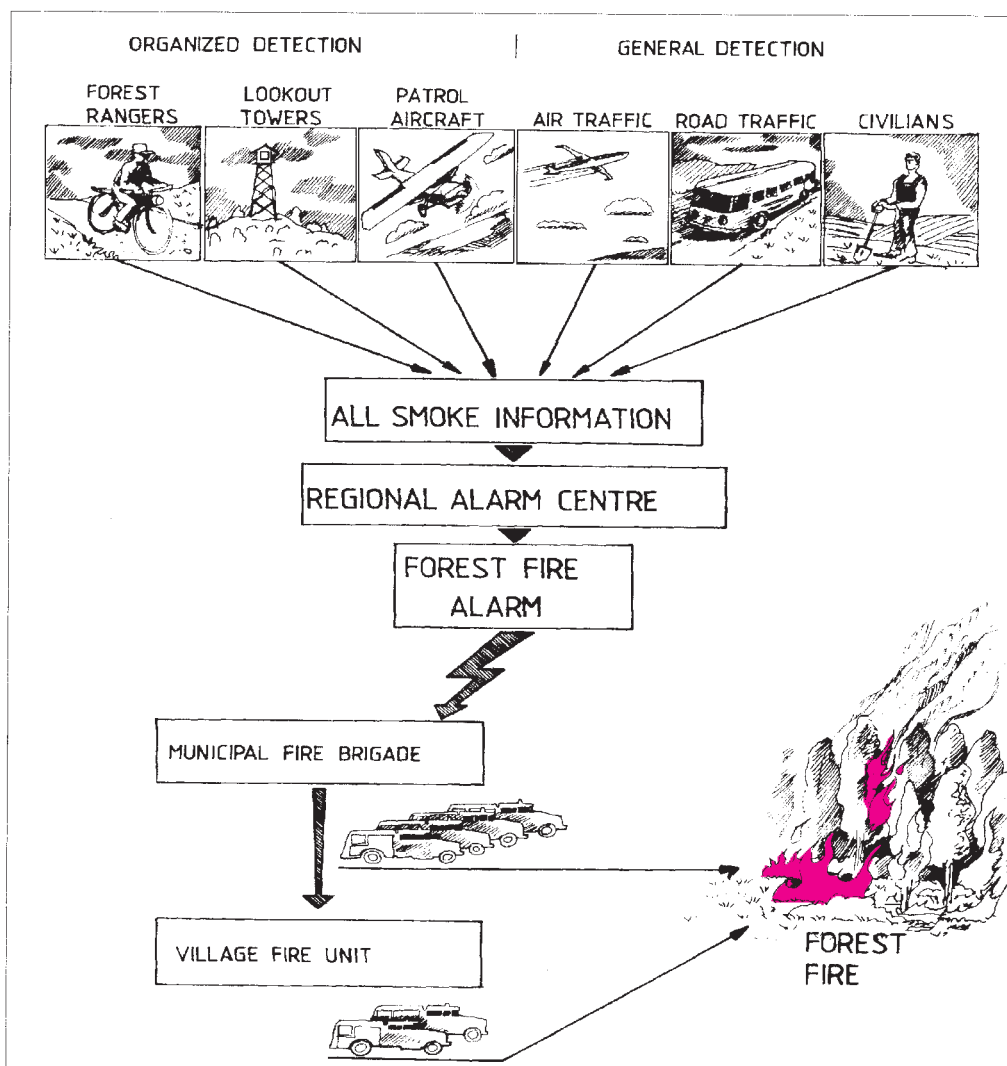 ORGANIZED DETECTION
GENERAL DETECTION
FOREST
RANGERS
LOOKOUT
TOWERS
PATROL
AIRCRAFT
AIR TRAFFIC
ROAD TRAFFIC
CIVILIANS
ALL SMOKE INFORMATION
REGIONAL ALARM CENTRE
FOREST FIRE
ALARM
MUNICIPAL FIRE BRIGADE
VILLAGE FIRE UNIT
FOREST
FIRE